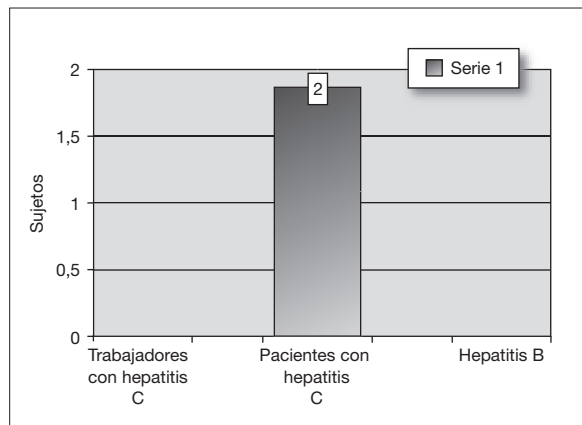 Serie 1
2
1,5
1
0,5
0
Sujetos
2
Trabajadores
con hepatitis
C
Pacientes con
hepatitis
C
Hepatitis B